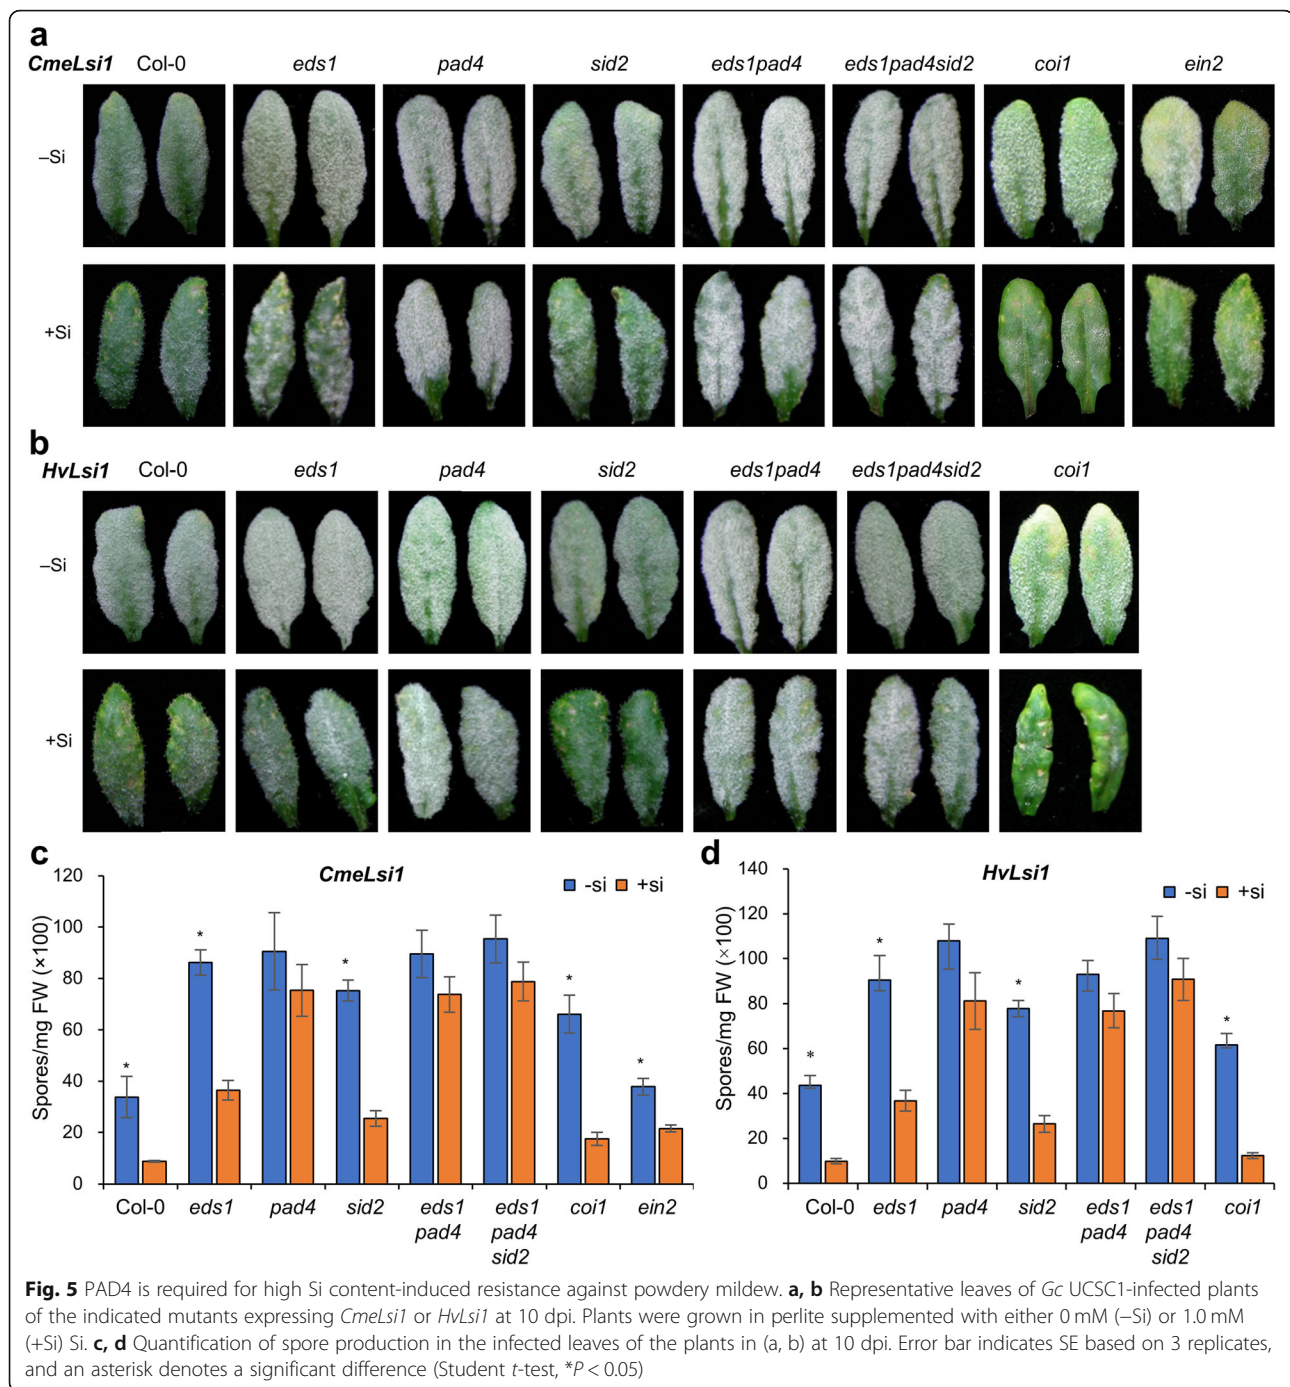 a
CmeLsi1 Col-0 eds1 pad4 sid2 eds1pad4 eds1pad4sid2 coi1 ein2
–Si
+Si
b
HvLsi1 Col-0 eds1 pad4 sid2 eds1pad4 eds1pad4sid2 coi1
–Si
+Si
c
CmeLsi1
-si +si
Spores/mg FW (×100)
120
100
80
60
40
20
0
* * * * *
Col-0 eds1 pad4 sid2 eds1 eds1 coi1 ein2
pad4 pad4
sid2
d
HvLsi1
-si +si
Spores/mg FW (×100)
140
120
100
80
60
40
20
0
* * * *
Col-0 eds1 pad4 sid2 eds1 eds1 coi1
pad4 pad4
sid2
Fig. 5 PAD4 is required for high Si content-induced resistance against powdery mildew. a, b Representative leaves of Gc UCSC1-infected plants
of the indicated mutants expressing CmeLsi1 or HvLsi1 at 10 dpi. Plants were grown in perlite supplemented with either 0 mM (−Si) or 1.0 mM
(+Si) Si. c, d Quantification of spore production in the infected leaves of the plants in (a, b) at 10 dpi. Error bar indicates SE based on 3 replicates,
and an asterisk denotes a significant difference (Student t-test, *P < 0.05)